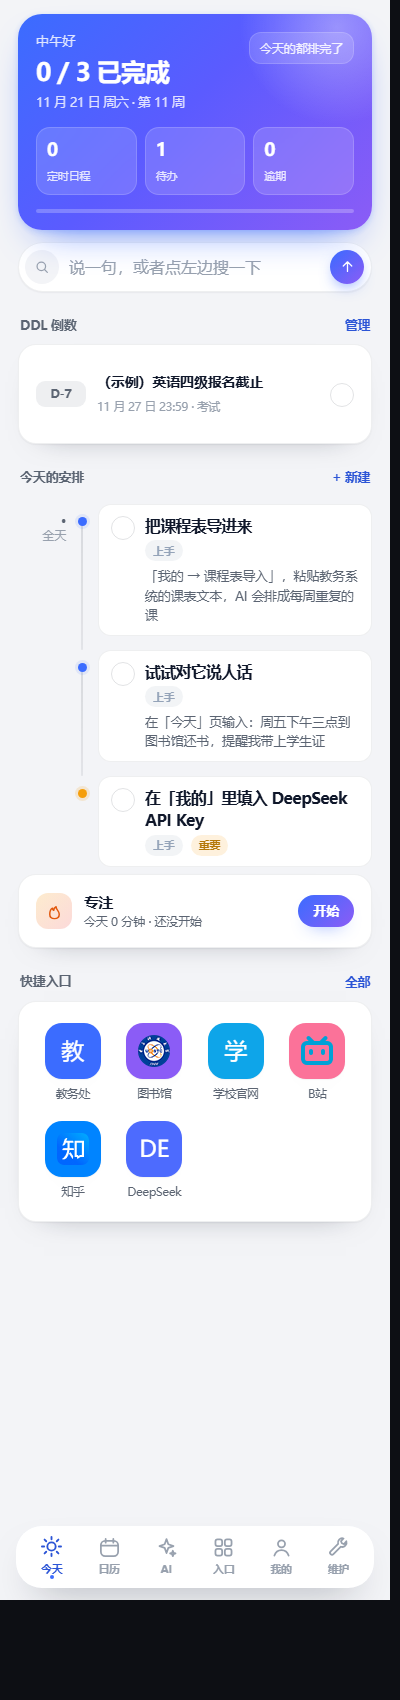 中午好
今天的都排完了
0 / 3 已完成
11 月 21 日 周六 · 第 11 周
0
定时日程
1
待办
0
逾期
说一句，或者点左边搜一下
DDL 倒数
管理
D-7
（示例）英语四级报名截止
11 月 27 日 23:59 · 考试
今天的安排
+ 新建
•
全天
把课程表导进来
上手
「我的 → 课程表导入」，粘贴教务系
统的课表文本，AI 会排成每周重复的
课
试试对它说人话
上手
在「今天」页输入：周五下午三点到
图书馆还书，提醒我带上学生证
在「我的」里填入 DeepSeek
API Key
上手
重要
专注
今天 0 分钟 · 还没开始
开始
快捷入口
全部
教
教务处
图书馆
学
学校官网
B站
知
知乎
DE
DeepSeek
今天
日历
AI
入口
我的
维护